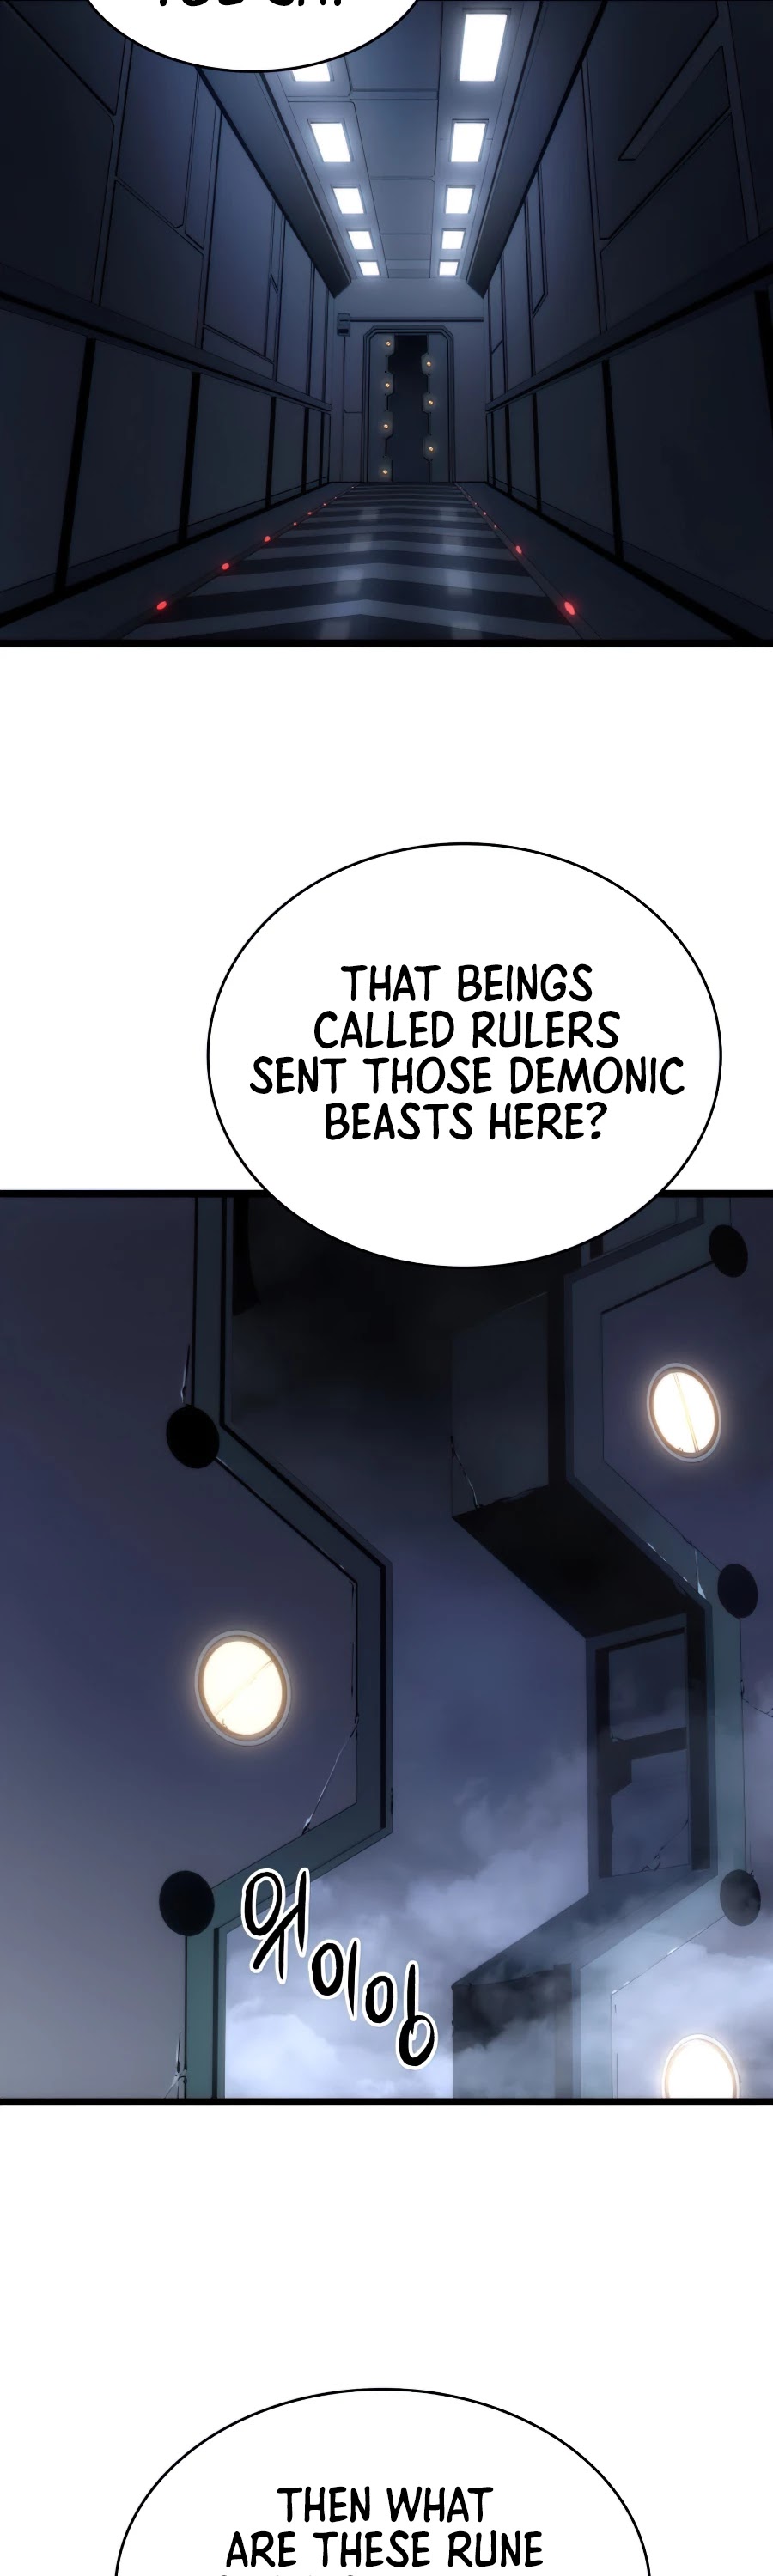 THAT BEINGS
CALLED RULERS
SENT THOSE DEMONIC
BEASTS HERE?
위이잉
THEN WHAT
ARE THESE RUNE